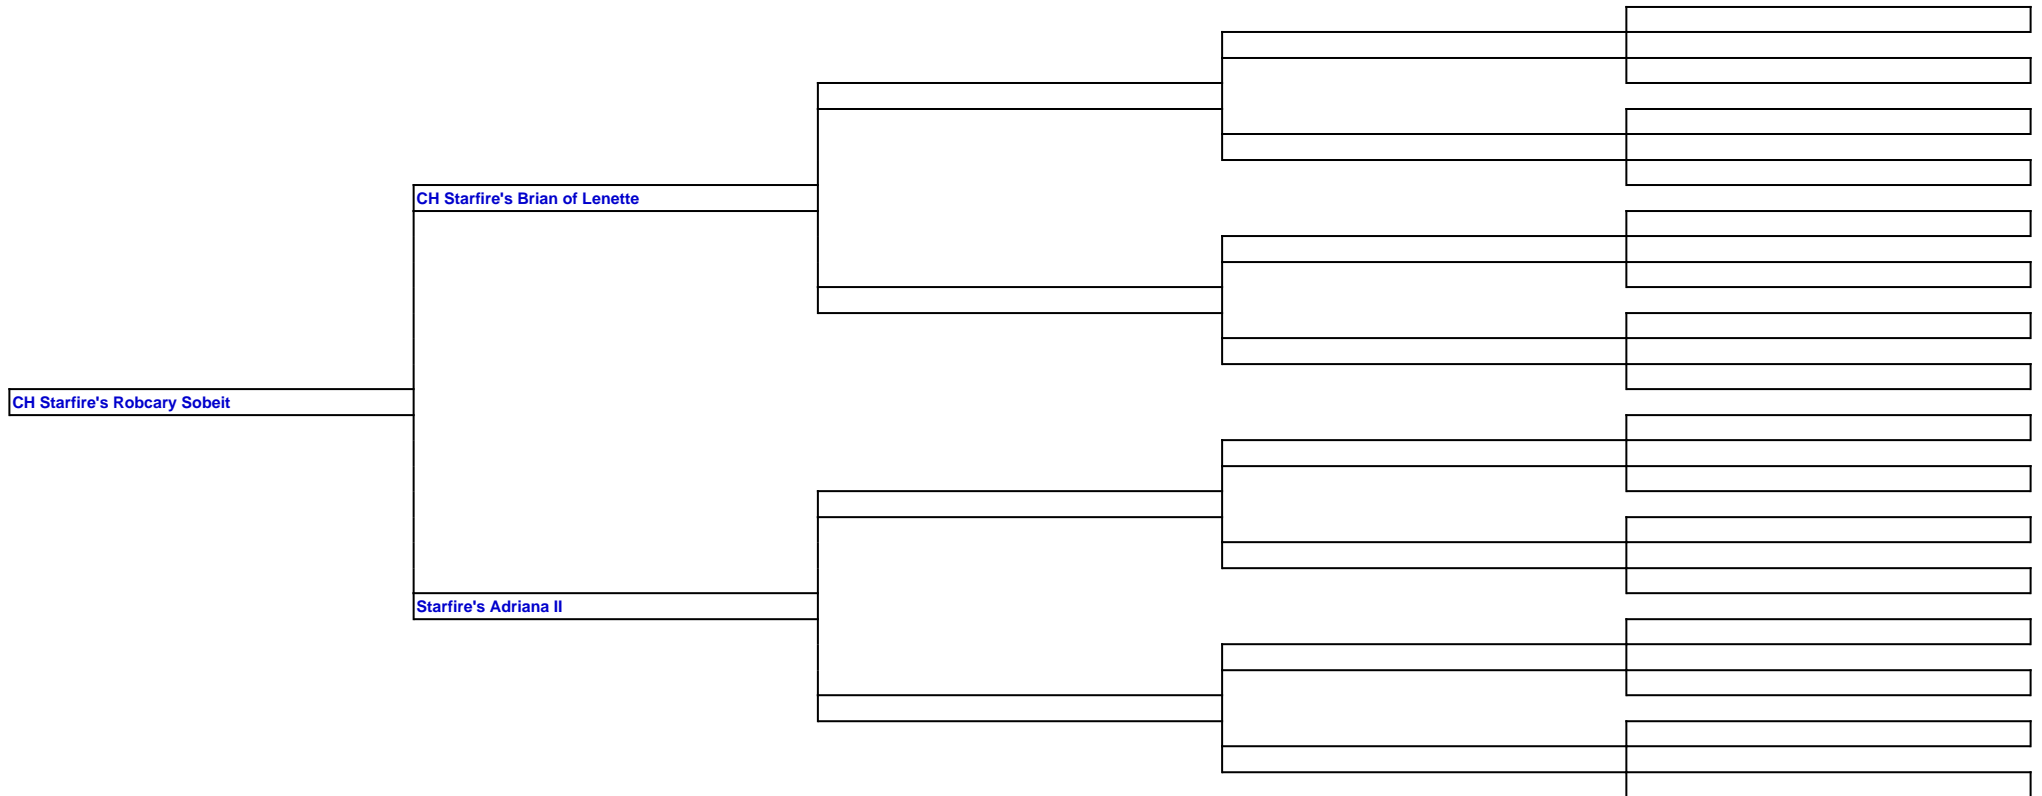 CH Starfire's Brian of Lenette
CH Starfire's Robcary Sobeit
Starfire's Adriana II